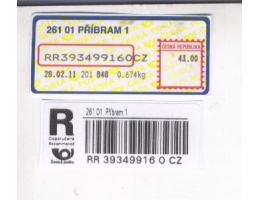 261 01 PŘÍBRAM 1
ČESKÁ REPUBLIKA
RR393499160CZ
43.00
28.02.11 201 848 0.674kg
261 01 Příbram 1
R
Doporučeně
Recommandé
Česká pošta
RR 39349916 0 CZ